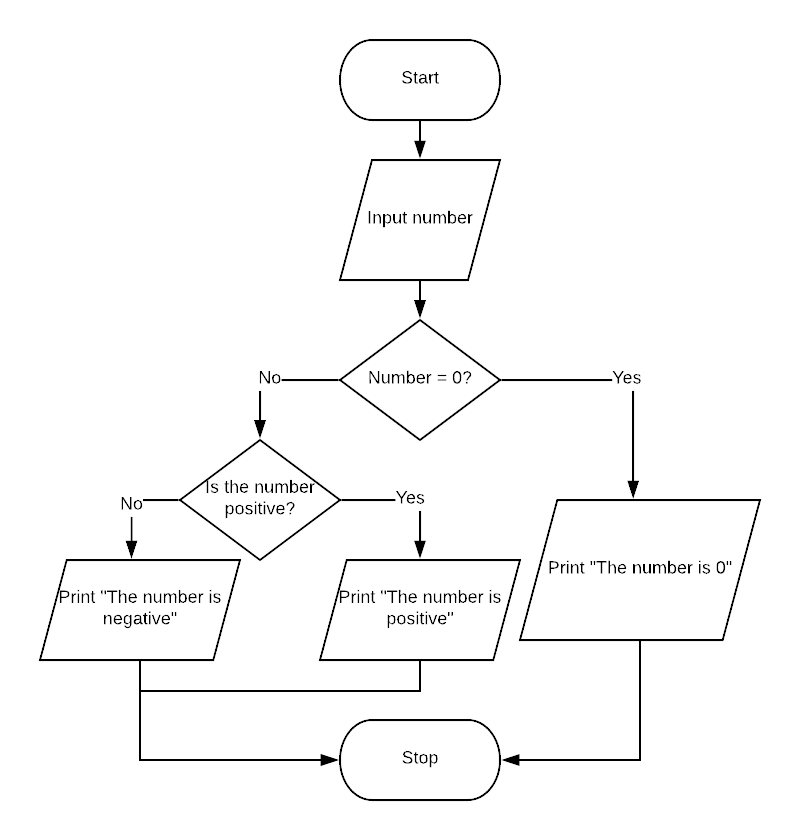 Start
Input number
Number = 0?
No
Yes
Is the number
positive?
No
Yes
Print "The number is
negative"
Print "The number is
positive"
Print "The number is 0"
Stop